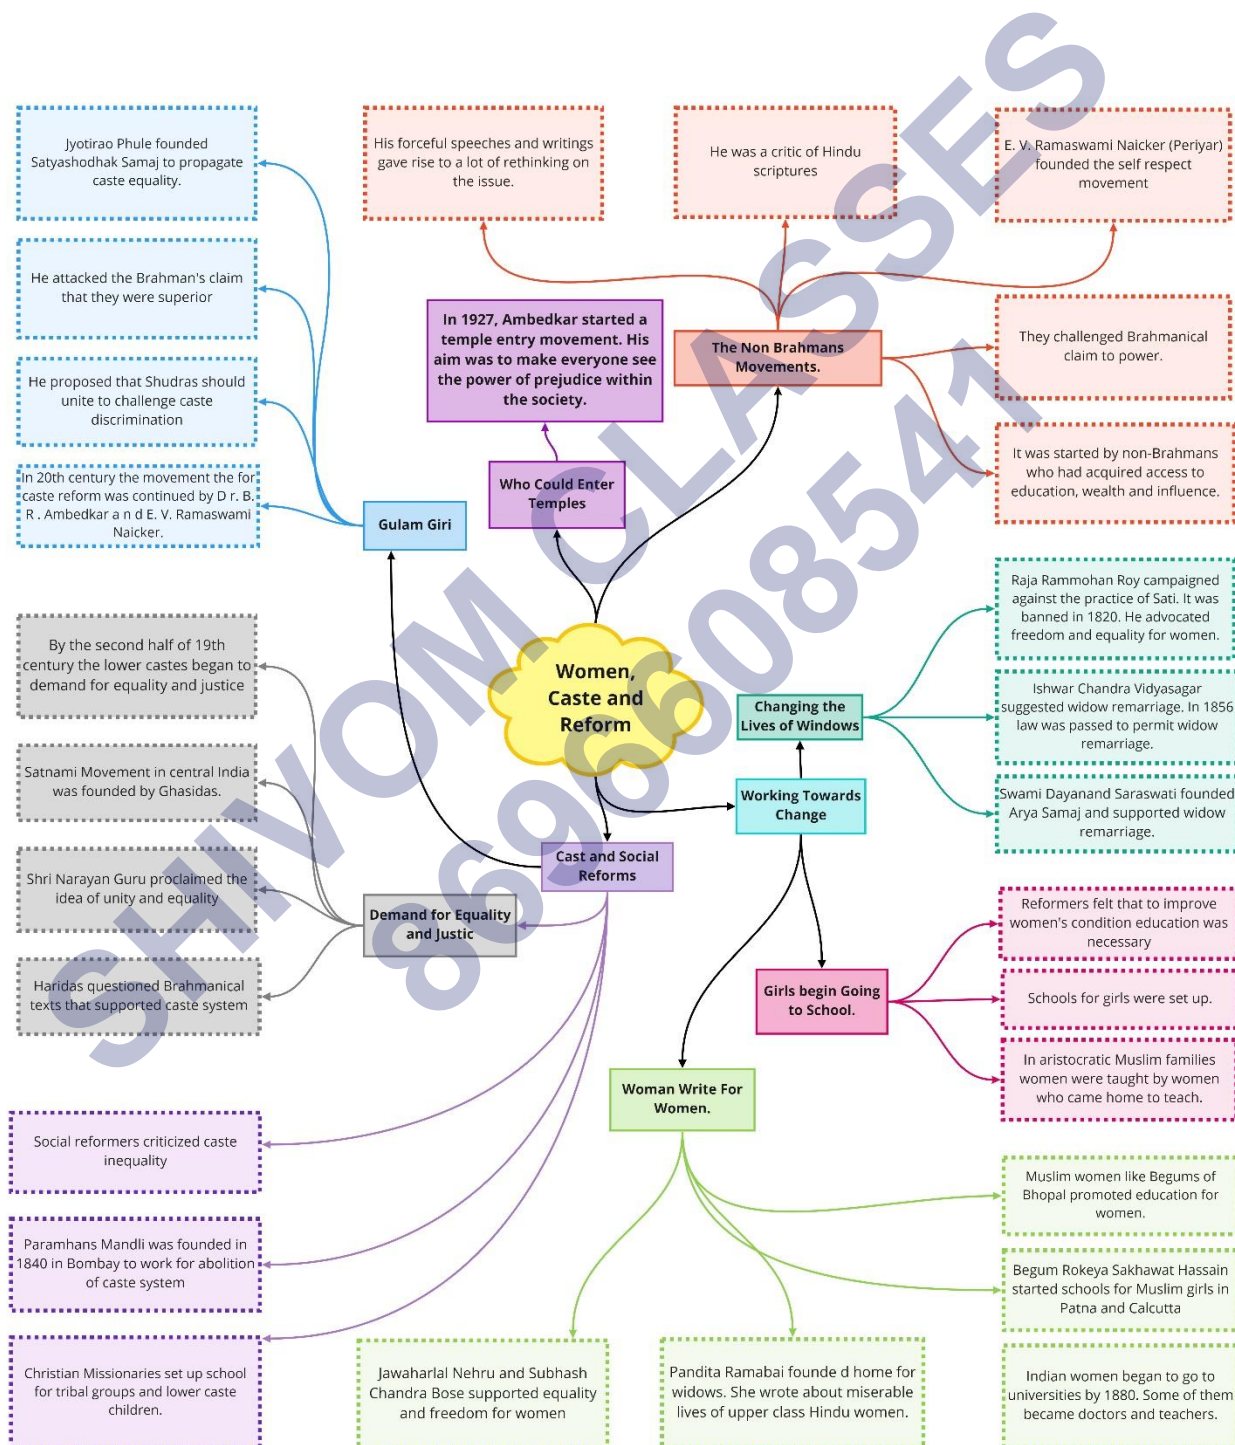 Jyotirao Phule founded
Satyashodhak Samaj to propagate
caste equality.
He attacked the Brahman's claim
that they were superior
He proposed that Shudras should
unite to challenge caste
discrimination
In 20th century the movement the for
caste reform was continued by D r. B.
R . Ambedkar a n d E. V. Ramaswami
Naicker.
Gulam Giri
His forceful speeches and writings
gave rise to a lot of rethinking on
the issue.
He was a critic of Hindu
scriptures
E. V. Ramaswami Naicker (Periyar)
founded the self respect
movement
In 1927, Ambedkar started a
temple entry movement. His
aim was to make everyone see
the power of prejudice within
the society.
Who Could Enter
Temples
The Non Brahmans
Movements.
They challenged Brahmanical
claim to power.
It was started by non-Brahmans
who had acquired access to
education, wealth and influence.
Women,
Caste and
Reform
Changing the
Lives of Windows
Raja Rammohan Roy campaigned
against the practice of Sati. It was
banned in 1820. He advocated
freedom and equality for women.
Ishwar Chandra Vidyasagar
suggested widow remarriage. In 1856
law was passed to permit widow
remarriage.
Swami Dayanand Saraswati founded
Arya Samaj and supported widow
remarriage.
Working Towards
Change
Cast and Social
Reforms
Demand for Equality
and Justic
By the second half of 19th
century the lower castes began to
demand for equality and justice
Satnami Movement in central India
was founded by Ghasidas.
Shri Narayan Guru proclaimed the
idea of unity and equality
Haridas questioned Brahmanical
texts that supported caste system
Girls begin Going
to School.
Reformers felt that to improve
women's condition education was
necessary
Schools for girls were set up.
In aristocratic Muslim families
women were taught by women
who came home to teach.
Woman Write For
Women.
Social reformers criticized caste
inequality
Paramhans Mandli was founded in
1840 in Bombay to work for abolition
of caste system
Christian Missionaries set up school
for tribal groups and lower caste
children.
Jawaharlal Nehru and Subhash
Chandra Bose supported equality
and freedom for women
Pandita Ramabai founde d home for
widows. She wrote about miserable
lives of upper class Hindu women.
Muslim women like Begums of
Bhopal promoted education for
women.
Begum Rokeya Sakhawat Hassain
started schools for Muslim girls in
Patna and Calcutta
Indian women began to go to
universities by 1880. Some of them
became doctors and teachers.
SHIVOM CLASSES
8696608541